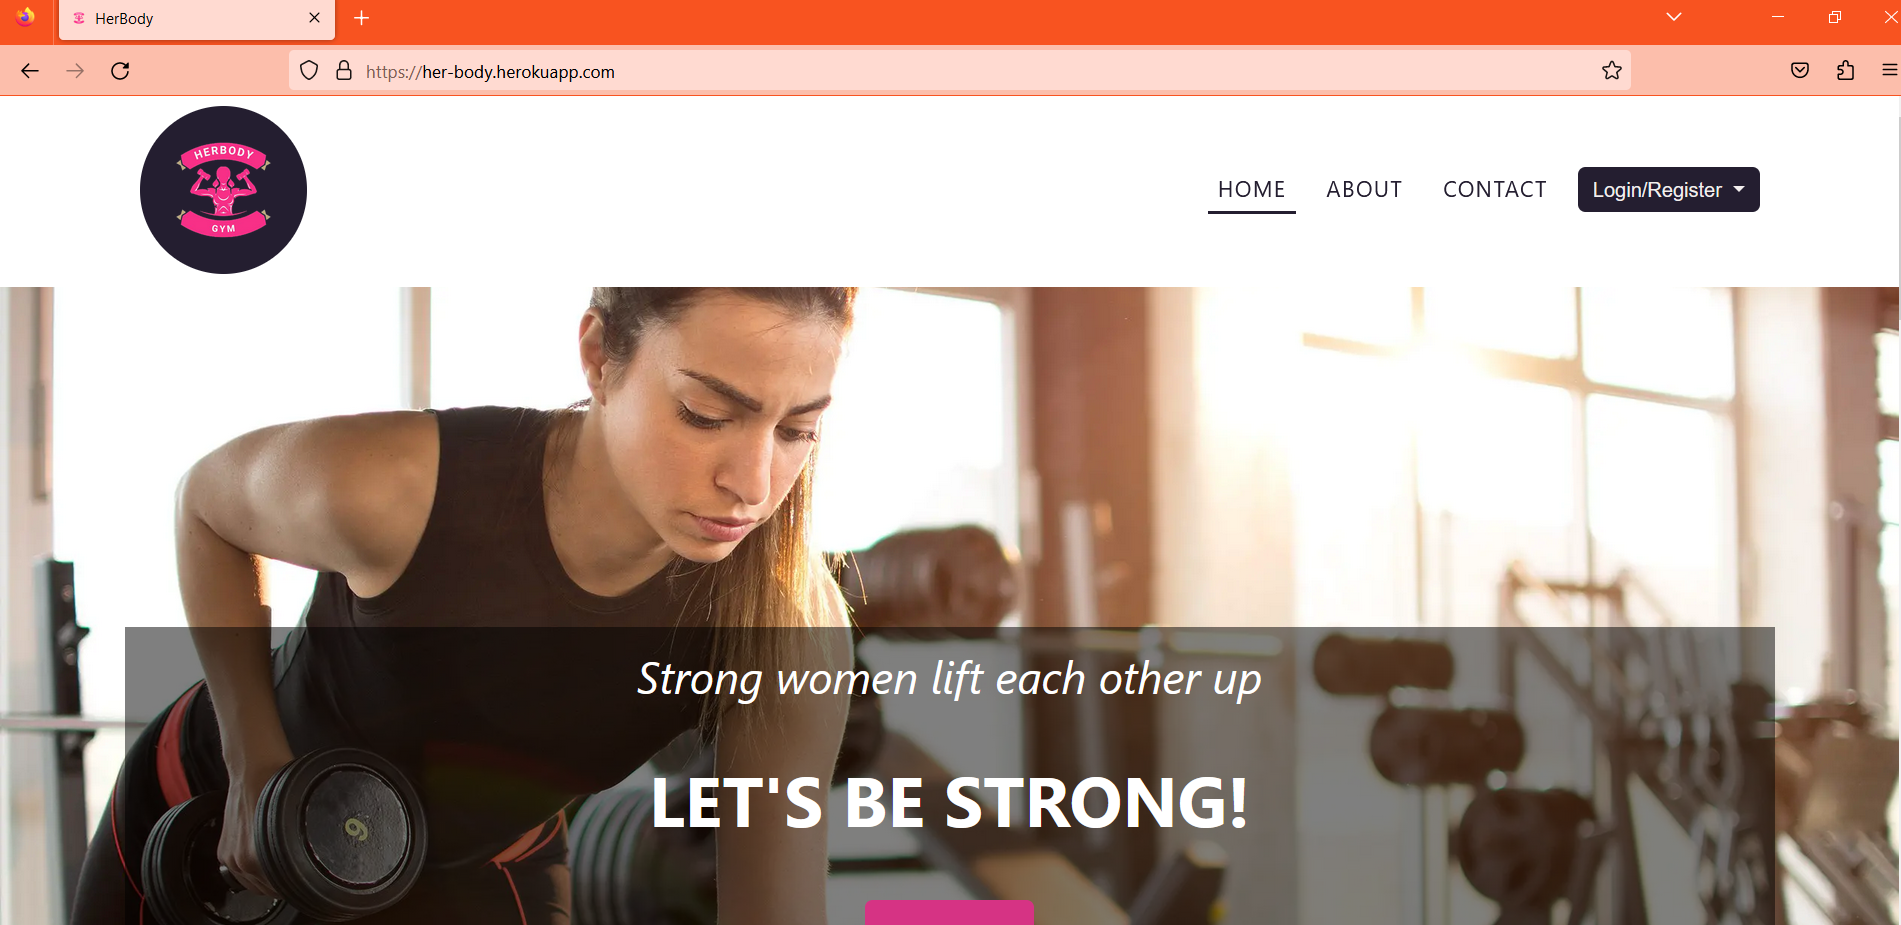 HerBody
https://her-body.herokuapp.com
HERBODY
GYM
HOME
ABOUT
CONTACT
Login/Register
Strong women lift each other up
LET'S BE STRONG!
9